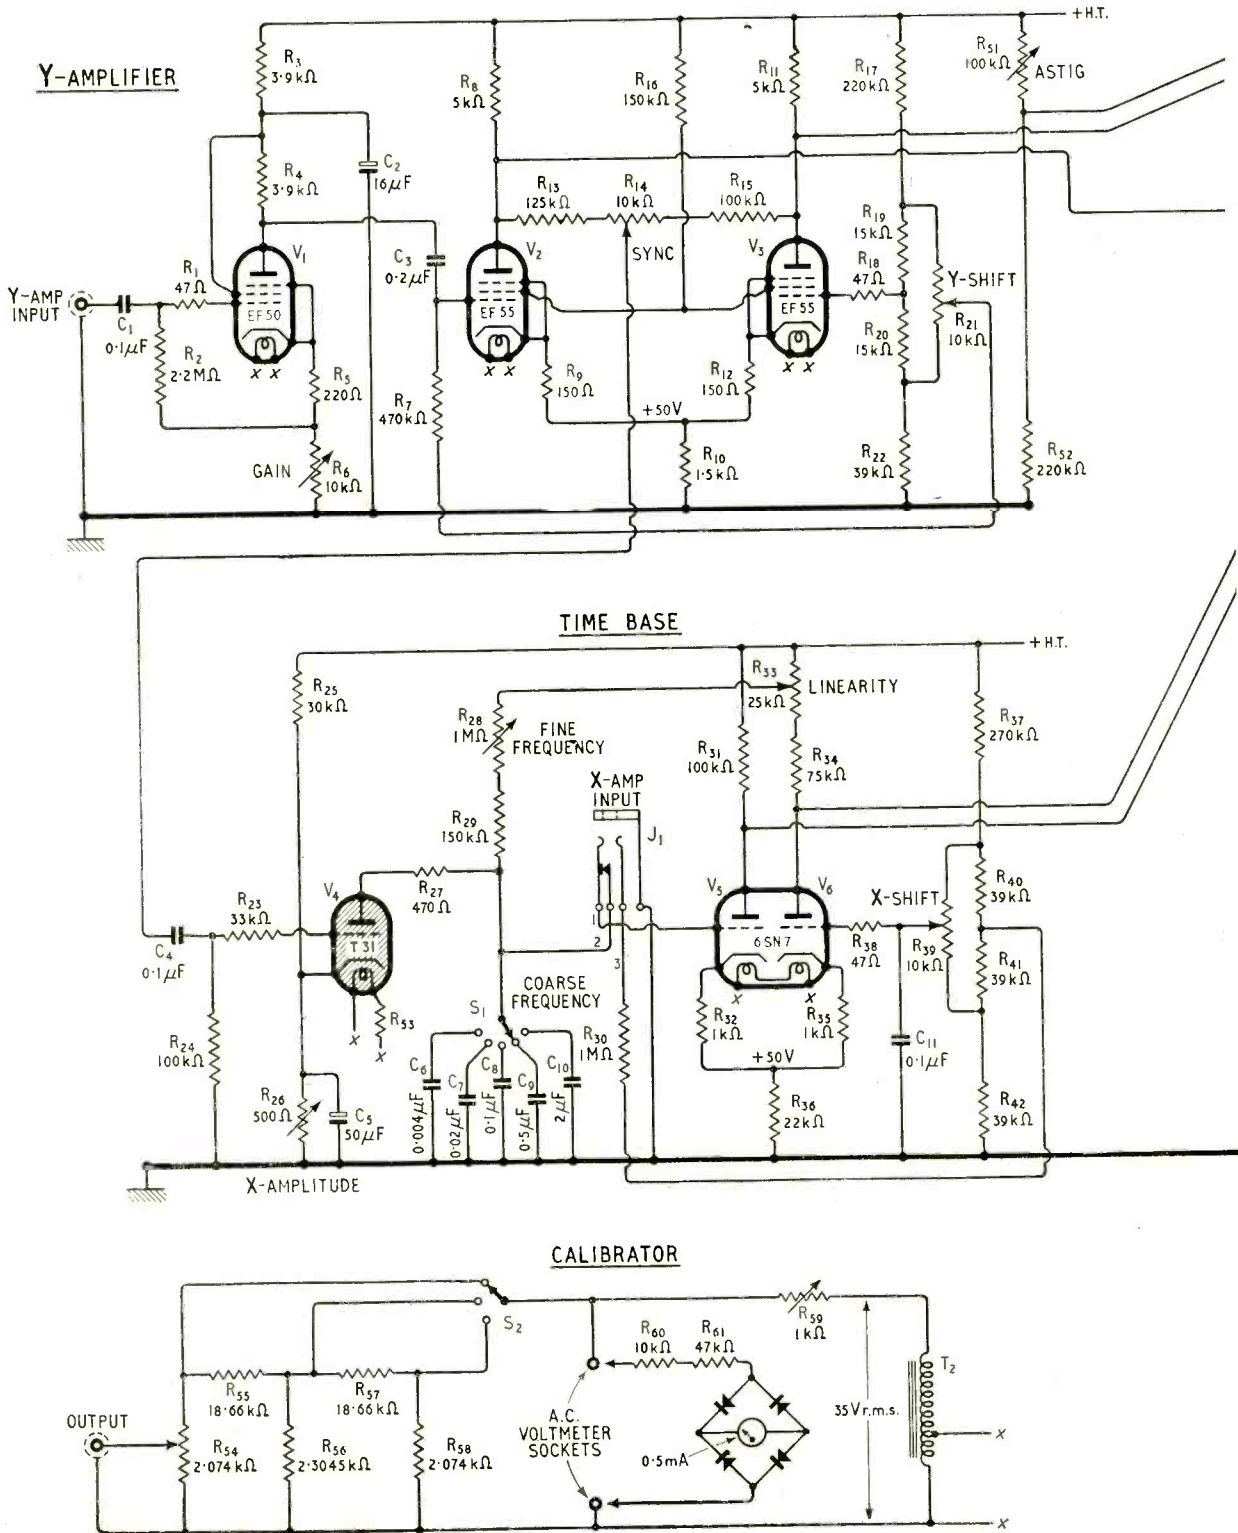 +H.T.
Y-AMPLIFIER
R3
3·9kΩ
R8
5kΩ
R16
150kΩ
R11
5kΩ
R17
220kΩ
R51
100kΩ
ASTIG
R4
3·9kΩ
C2
16μF
R13
125kΩ
R14
10kΩ
R15
100kΩ
V1
C3
0·2μF
V2
SYNC
V3
R19
15kΩ
R18
47Ω
Y-SHIFT
Y-AMP
INPUT
R1
47Ω
C1
0·1μF
EF50
EF55
EF55
R20
15kΩ
R21
10kΩ
R2
2·2MΩ
x x
x x
x x
R5
220Ω
R7
470kΩ
R9
150Ω
R12
150Ω
+50V
GAIN
R6
10kΩ
R10
1·5kΩ
R22
39kΩ
R52
220kΩ
TIME BASE
+H.T.
R25
30kΩ
R28
1MΩ
FINE
FREQUENCY
R33
25kΩ
LINEARITY
R37
270kΩ
R31
100kΩ
R34
75kΩ
X-AMP
INPUT
J1
R29
150kΩ
R27
470Ω
V4
T31
R23
33kΩ
C4
0·1μF
1
2
3
V5
V6
6SN7
X-SHIFT
R38
47Ω
R39
10kΩ
R40
39kΩ
R41
39kΩ
R53
x
x
COARSE
FREQUENCY
S1
x
x
R32
1kΩ
R35
1kΩ
+50V
R24
100kΩ
C6
0·004μF
C7
0·02μF
C8
0·1μF
C9
0·5μF
C10
2μF
R30
1MΩ
C11
0·1μF
R26
500Ω
C5
50μF
R36
22kΩ
R42
39kΩ
X-AMPLITUDE
CALIBRATOR
S2
R59
1kΩ
R60
10kΩ
R61
47kΩ
T2
R55
18·66kΩ
R57
18·66kΩ
35V r.m.s.
OUTPUT
A.C.
VOLTMETER
SOCKETS
R54
2·074kΩ
R56
2·3045kΩ
R58
2·074kΩ
0·5mA
x
x